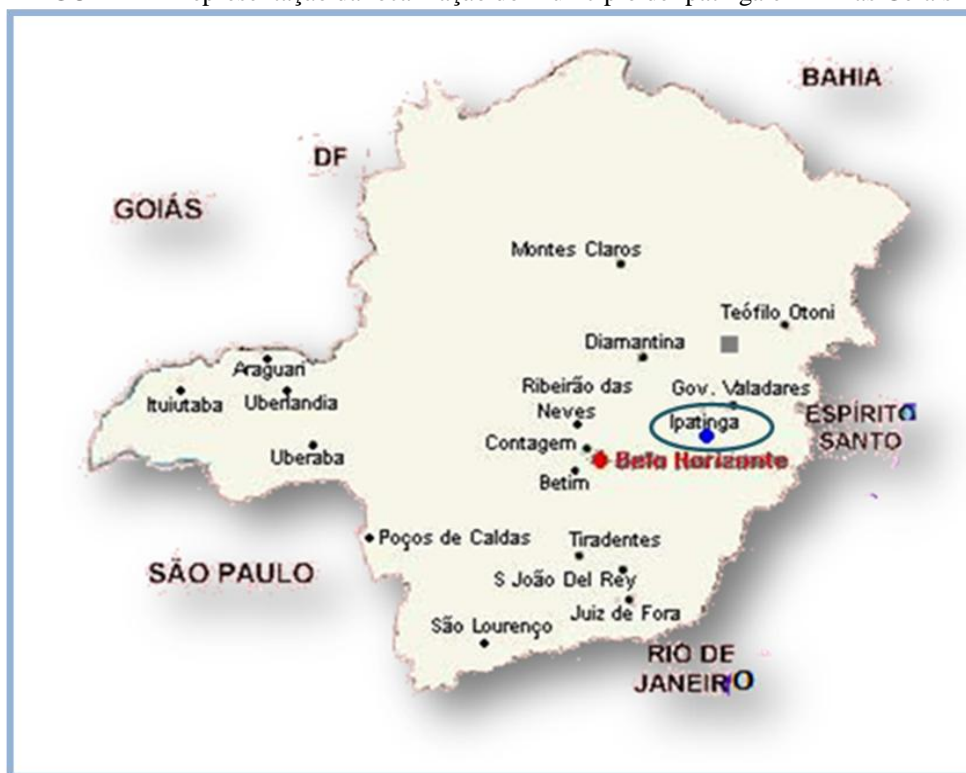 BAHIA
DF
GOIÁS
Montes Claros
Teófilo Otoni
Diamantina
Araguari
Ribeirão das
Neves
Gov. Valadares
Ituiutaba
Uberlandia
Ipatinga
ESPÍRITO
SANTO
Contagem
Uberaba
Belo Horizonte
Betim
Poços de Caldas
Tiradentes
SÃO PAULO
S João Del Rey
Juiz de Fora
São Lourenço
RIO DE
JANEIRO